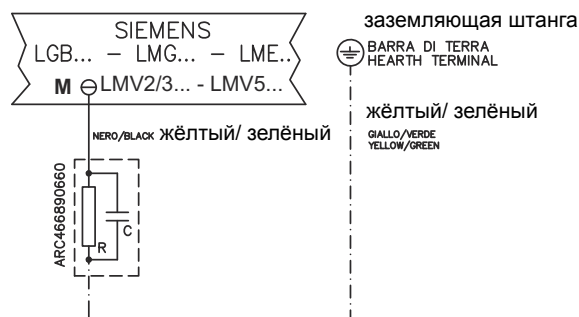 SIEMENS
LGB... – LMG... – LME..
M LMV2/3... - LMV5...
NERO/BLACK жёлтый/ зелёный
ARC466890660
R
C
заземляющая штанга
BARRA DI TERRA
HEARTH TERMINAL
жёлтый/ зелёный
GIALLO/VERDE
YELLOW/GREEN